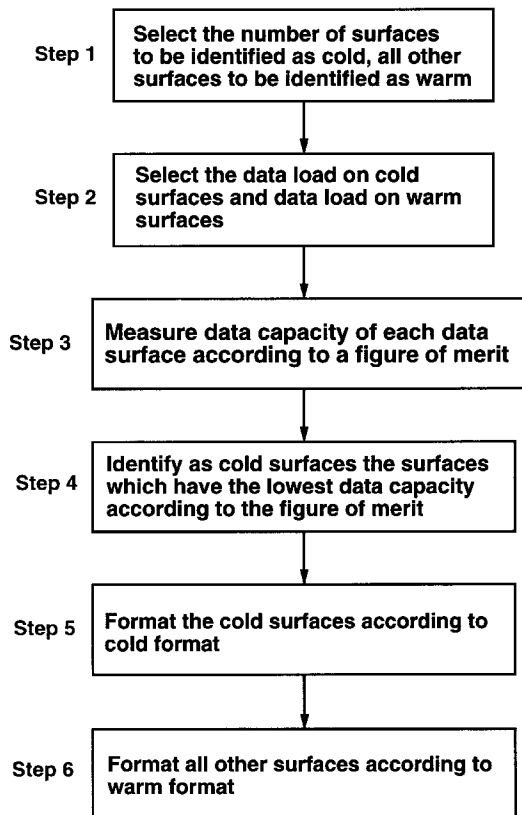 Step 1
Select the number of surfaces
to be identified as cold, all other
surfaces to be identified as warm
Step 2
Select the data load on cold
surfaces and data load on warm
surfaces
Step 3
Measure data capacity of each data
surface according to a figure of merit
Step 4
Identify as cold surfaces the surfaces
which have the lowest data capacity
according to the figure of merit
Step 5
Format the cold surfaces according to
cold format
Step 6
Format all other surfaces according to
warm format